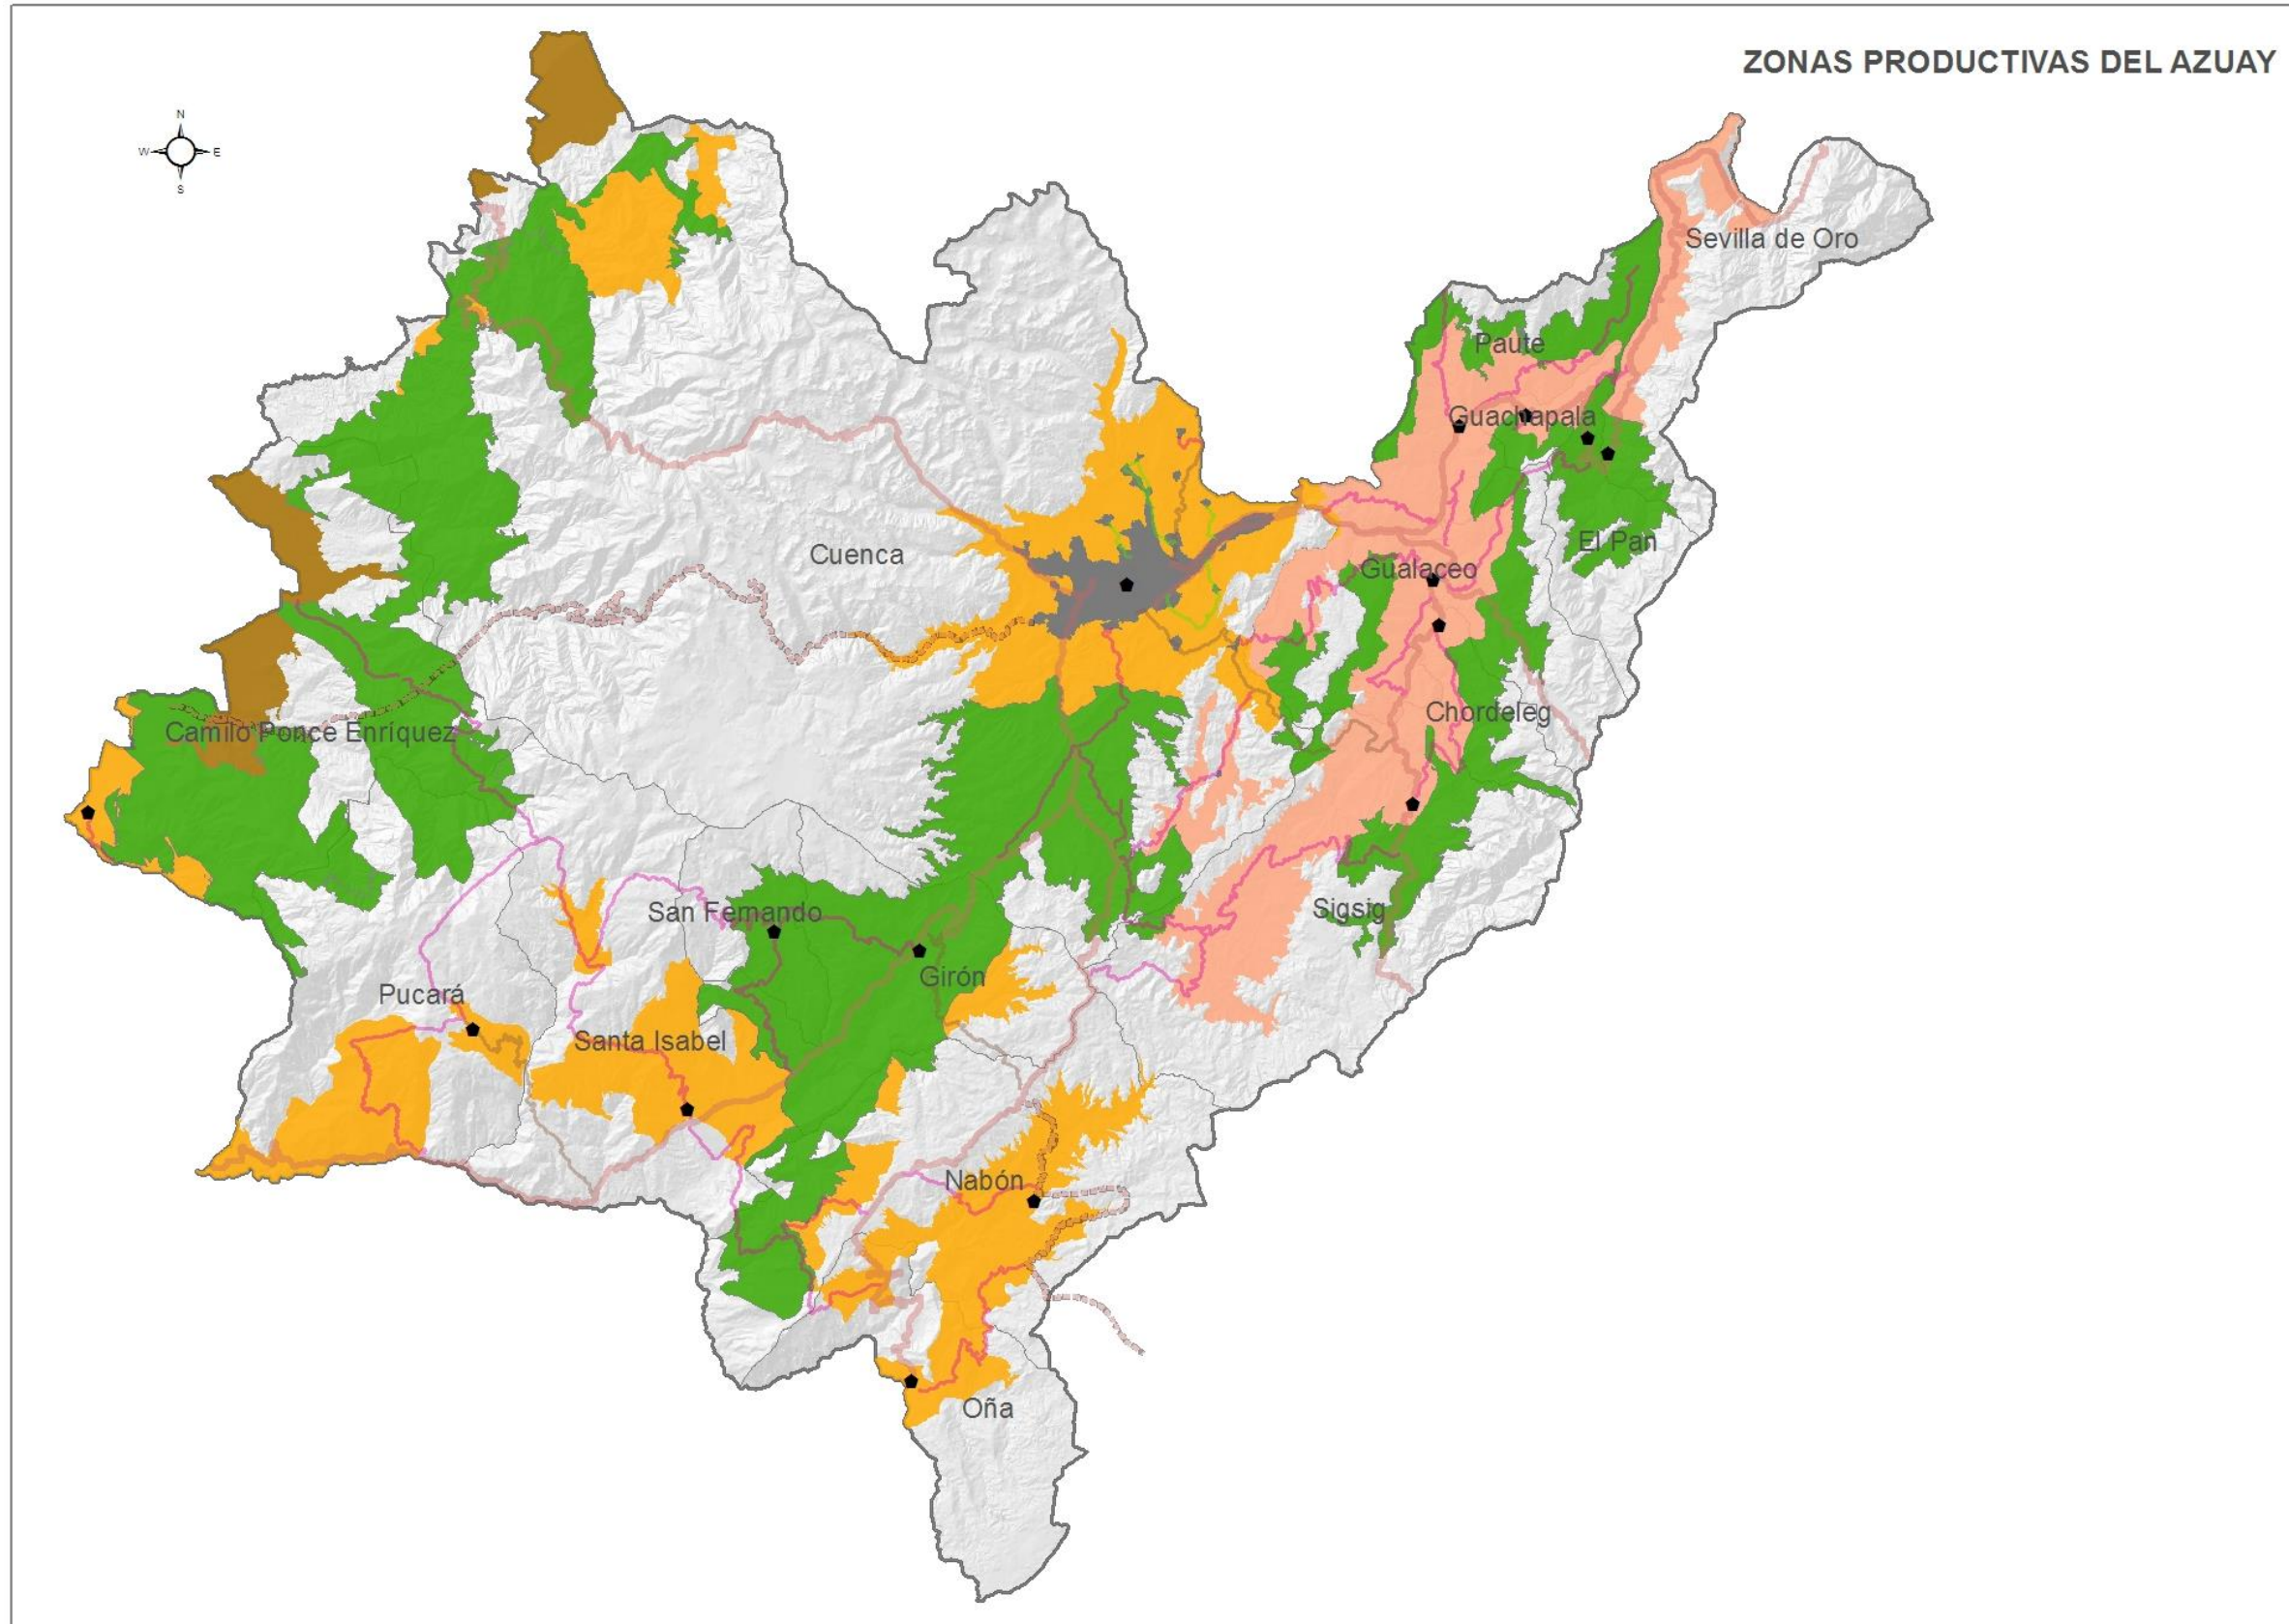 ZONAS PRODUCTIVAS DEL AZUAY
N
W
E
S
Sevilla de Oro
Paute
Guachapala
El Pan
Cuenca
Gualaceo
Chordeleg
Camilo Ponce Enríquez
San Fernando
Sigsig
Girón
Pucará
Santa Isabel
Nabón
Oña